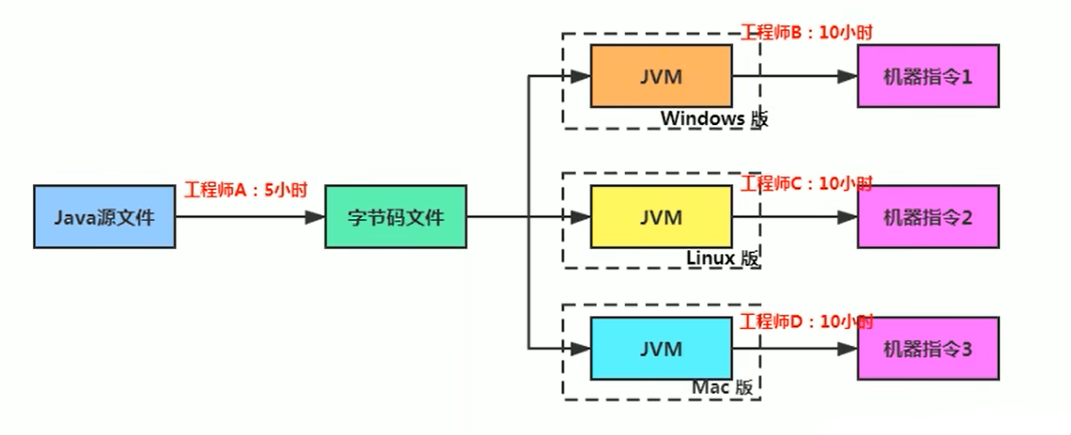 工程师B：10小时
JVM
机器指令1
Windows 版
工程师A：5小时
工程师C：10小时
Java源文件
字节码文件
JVM
机器指令2
Linux 版
工程师D：10小时
JVM
机器指令3
Mac 版